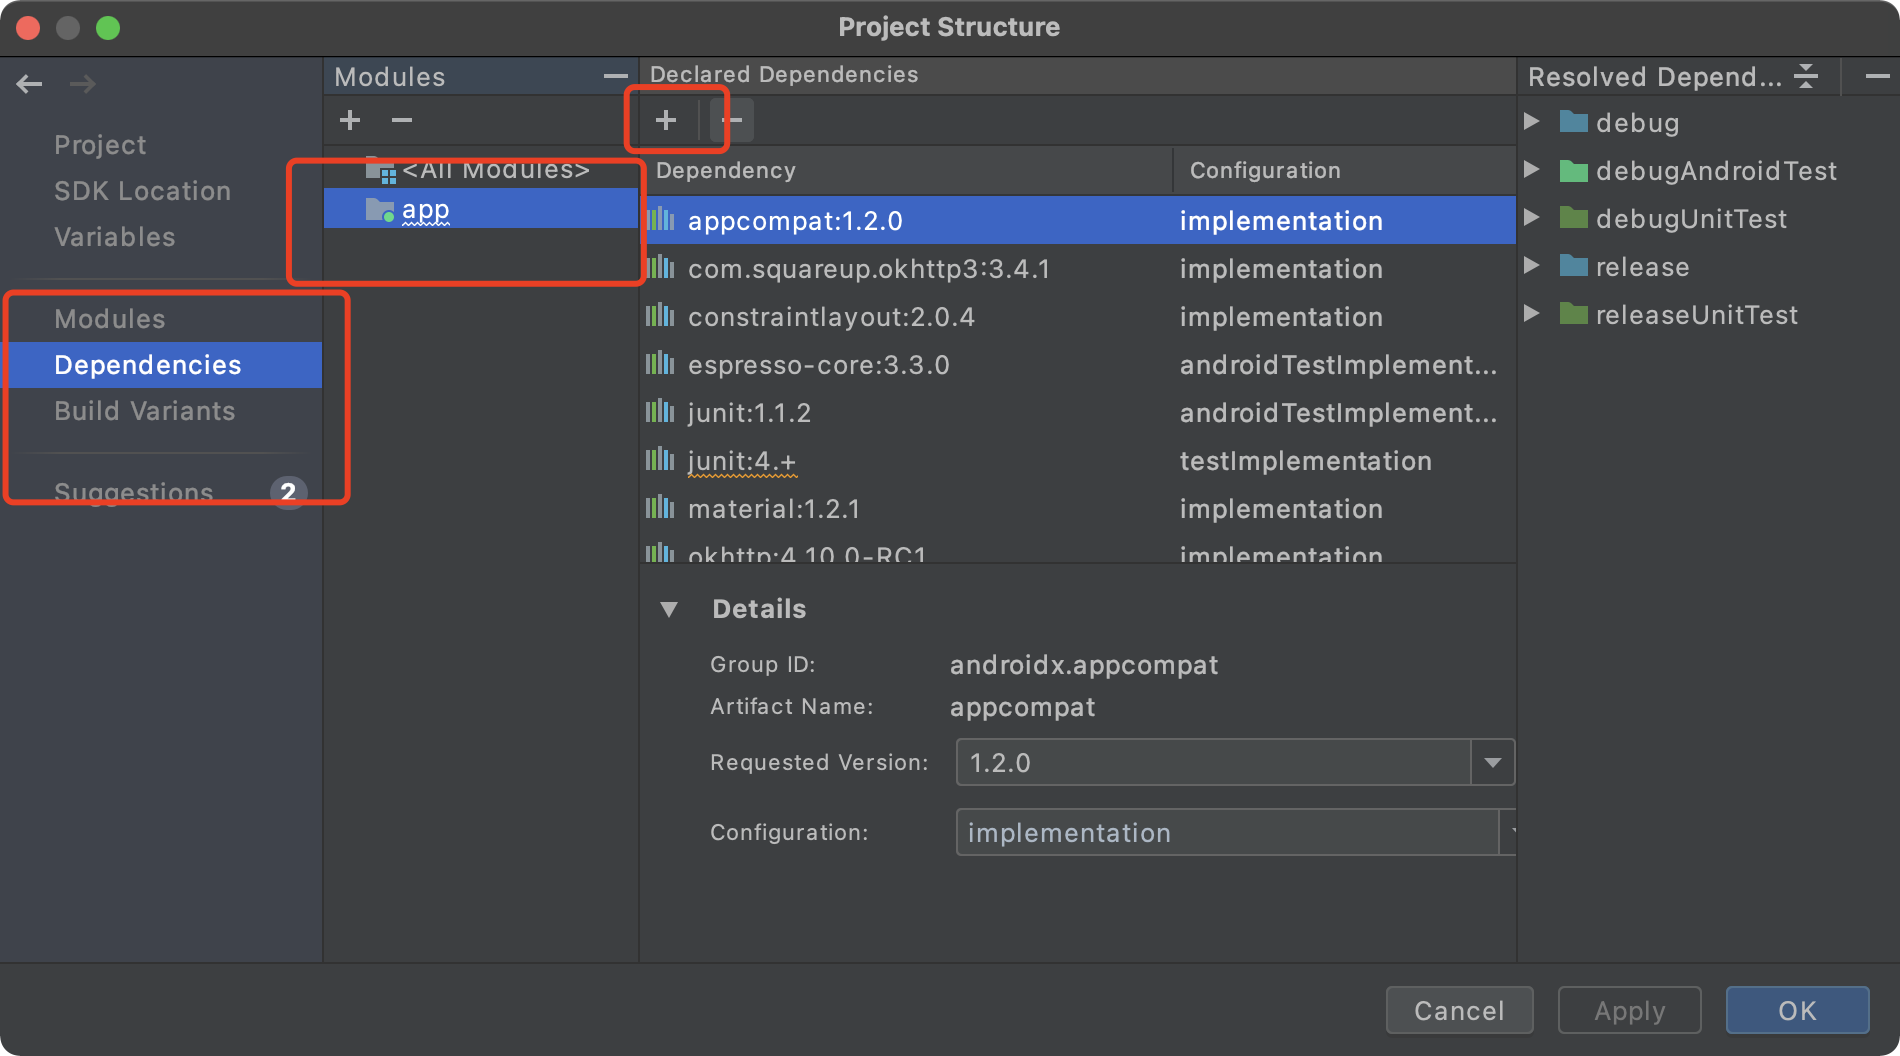 Project Structure
Project
SDK Location
Variables
Modules
Dependencies
Build Variants
Suggestions 2
Modules
<All Modules>
app
Declared Dependencies
Dependency Configuration
appcompat:1.2.0 implementation
com.squareup.okhttp3:3.4.1 implementation
constraintlayout:2.0.4 implementation
espresso-core:3.3.0 androidTestImplement...
junit:1.1.2 androidTestImplement...
junit:4.+ testImplementation
material:1.2.1 implementation
okhttp:4.10.0-RC1 implementation
Details
Group ID: androidx.appcompat
Artifact Name: appcompat
Requested Version: 1.2.0
Configuration: implementation
Resolved Depend...
debug
debugAndroidTest
debugUnitTest
release
releaseUnitTest
Cancel Apply OK